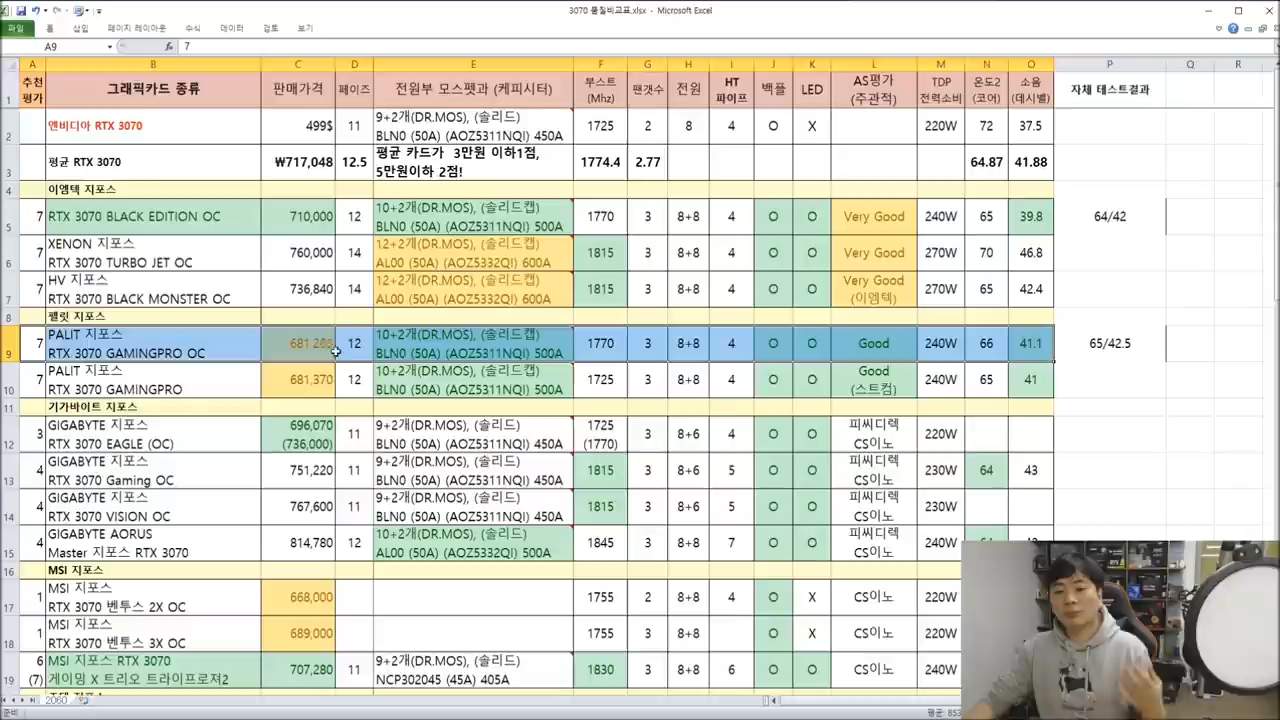 3070 품질비교표.xlsx - Microsoft Excel
파일 홈 삽입 페이지 레이아웃 수식 데이터 검토 보기
A9 fx 7
A B C D E F G H I J K L M N O P Q R
1 추천 평가 그래픽카드 종류 판매가격 페이즈 전원부 모스펫과 (케피시터) 부스트 (Mhz) 팬갯수 전원 HT 파이프 백플 LED AS평가 (주관적) TDP 전력소비 온도2 (코어) 소음 (데시벨) 자체 테스트결과
2 엔비디아 RTX 3070 499$ 11 9+2개(DR.MOS), (솔리드) BLN0 (50A) (AOZ5311NQI) 450A 1725 2 8 4 O X 220W 72 37.5
3 평균 RTX 3070 ₩717,048 12.5 평균 카드가 3만원 이하1점, 5만원이하 2점! 1774.4 2.77 64.87 41.88
4 이엠텍 지포스
5 7 RTX 3070 BLACK EDITION OC 710,000 12 10+2개(DR.MOS), (솔리드캡) BLN0 (50A) (AOZ5311NQI) 500A 1770 3 8+8 4 O O Very Good 240W 65 39.8 64/42
6 7 XENON 지포스 RTX 3070 TURBO JET OC 760,000 14 12+2개(DR.MOS), (솔리드캡) AL00 (50A) (AOZ5332QI) 600A 1815 3 8+8 4 O O Very Good 270W 70 46.8
7 7 HV 지포스 RTX 3070 BLACK MONSTER OC 736,840 14 12+2개(DR.MOS), (솔리드캡) AL00 (50A) (AOZ5332QI) 600A 1815 3 8+8 4 O O Very Good (이엠텍) 270W 65 42.4
8 펠릿 지포스
9 7 PALIT 지포스 RTX 3070 GAMINGPRO OC 12 10+2개(DR.MOS), (솔리드캡) BLN0 (50A) (AOZ5311NQI) 500A 1770 3 8+8 4 O O Good 240W 66 41.1 65/42.5
10 7 PALIT 지포스 RTX 3070 GAMINGPRO 681,370 12 10+2개(DR.MOS), (솔리드캡) BLN0 (50A) (AOZ5311NQI) 500A 1725 3 8+8 4 O O Good (스트컴) 240W 65 41
11 기가바이트 지포스
12 3 GIGABYTE 지포스 RTX 3070 EAGLE (OC) 696,070 (736,000) 11 9+2개(DR.MOS), (솔리드) BLN0 (50A) (AOZ5311NQI) 450A 1725 (1770) 3 8+6 4 O O 피씨디렉 CS이노 220W
13 4 GIGABYTE 지포스 RTX 3070 Gaming OC 751,220 11 9+2개(DR.MOS), (솔리드) BLN0 (50A) (AOZ5311NQI) 450A 1815 3 8+6 5 O O 피씨디렉 CS이노 230W 64 43
14 4 GIGABYTE 지포스 RTX 3070 VISION OC 767,600 11 9+2개(DR.MOS), (솔리드) BLN0 (50A) (AOZ5311NQI) 450A 1815 3 8+6 5 O O 피씨디렉 CS이노 230W
15 4 GIGABYTE AORUS Master 지포스 RTX 3070 814,780 12 10+2개(DR.MOS), (솔리드캡) AL00 (50A) (AOZ5332QI) 500A 1845 3 8+8 7 O O 피씨디렉 CS이노 240W
16 MSI 지포스
17 1 MSI 지포스 RTX 3070 벤투스 2X OC 668,000 1755 2 8+8 4 O X CS이노 220W
18 1 MSI 지포스 RTX 3070 벤투스 3X OC 689,000 1755 3 8+8 O X CS이노 220W
19 6 (7) MSI 지포스 RTX 3070 게이밍 X 트리오 트라이프로져2 707,280 11 9+2개(DR.MOS), (솔리드) NCP302045 (45A) 405A 1830 3 8+8 6 O O CS이노 240W
2060
준비